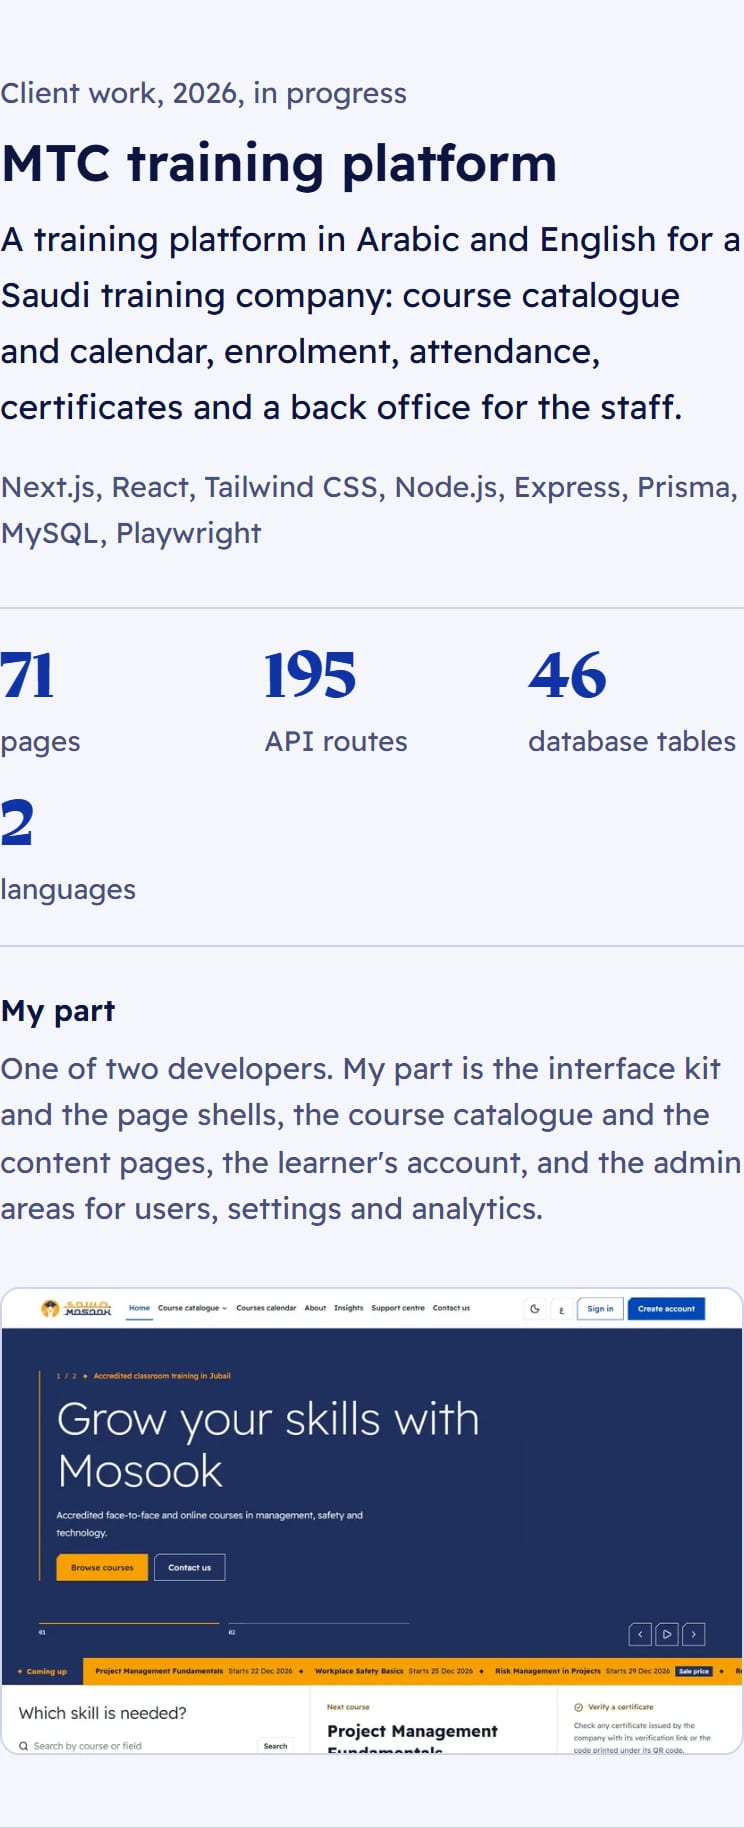 Client work, 2026, in progress
MTC training platform
A training platform in Arabic and English for a
Saudi training company: course catalogue
and calendar, enrolment, attendance,
certificates and a back office for the staff.
Next.js, React, Tailwind CSS, Node.js, Express, Prisma,
MySQL, Playwright
71 195 46
pages API routes database tables
2
languages
My part
One of two developers. My part is the interface kit
and the page shells, the course catalogue and the
content pages, the learner's account, and the admin
areas for users, settings and analytics.
MOSOOK Home Course catalogue Courses calendar About Insights Support centre Contact us ع Sign in Create account
1 / 2 Accredited classroom training in Jubail
Grow your skills with
Mosook
Accredited face-to-face and online courses in management, safety and
technology.
Browse courses Contact us
01 02
Coming up Project Management Fundamentals Starts 22 Dec 2026 Workplace Safety Basics Starts 25 Dec 2026 Risk Management in Projects Starts 29 Dec 2026 Sale price
Which skill is needed? Next course Verify a certificate
Project Management Check any certificate issued by the
Fundamentals company with its verification link or the
Search by course or field Search code printed under its QR code.